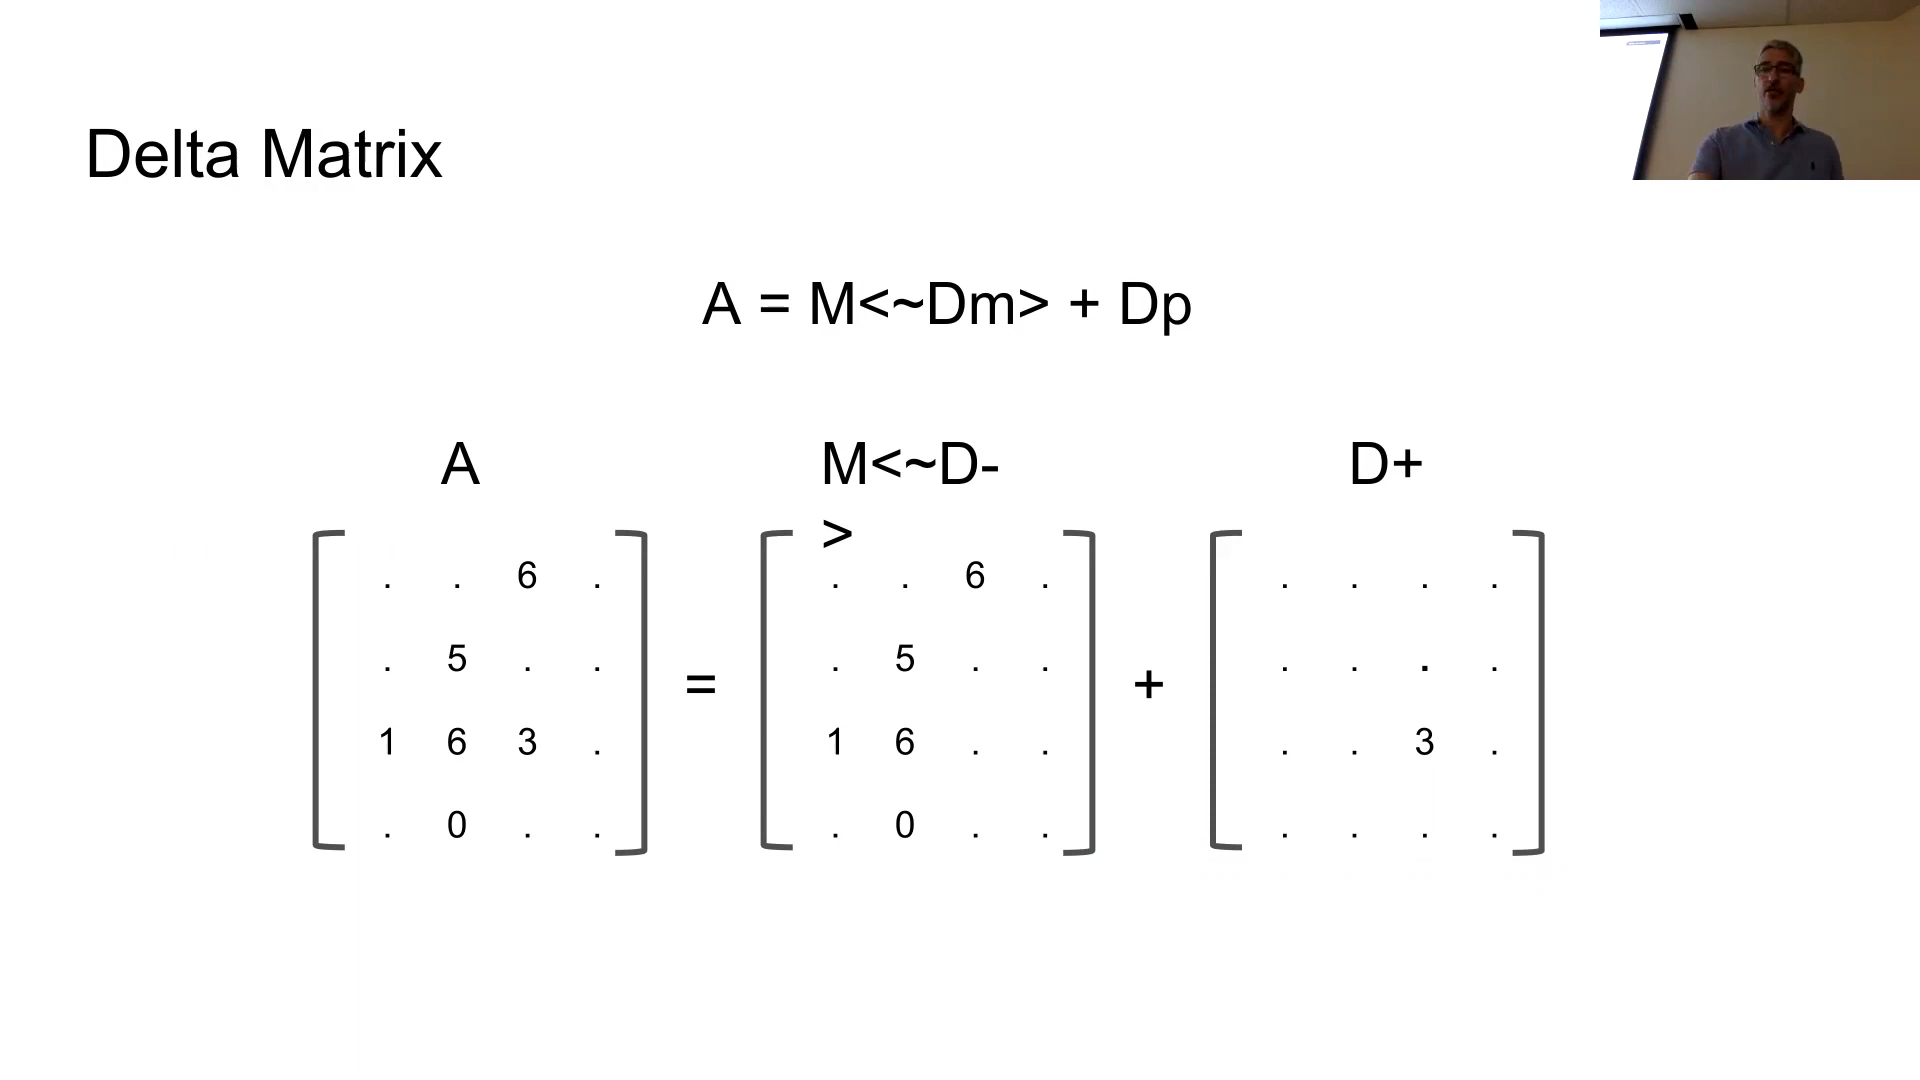 Delta Matrix
A = M<~Dm> + Dp
A M<~D- D+
>
. . 6 . . . 6 . . . . .
. 5 . . . 5 . . . . . .
= +
1 6 3 . 1 6 . . . . 3 .
. 0 . . . 0 . . . . . .